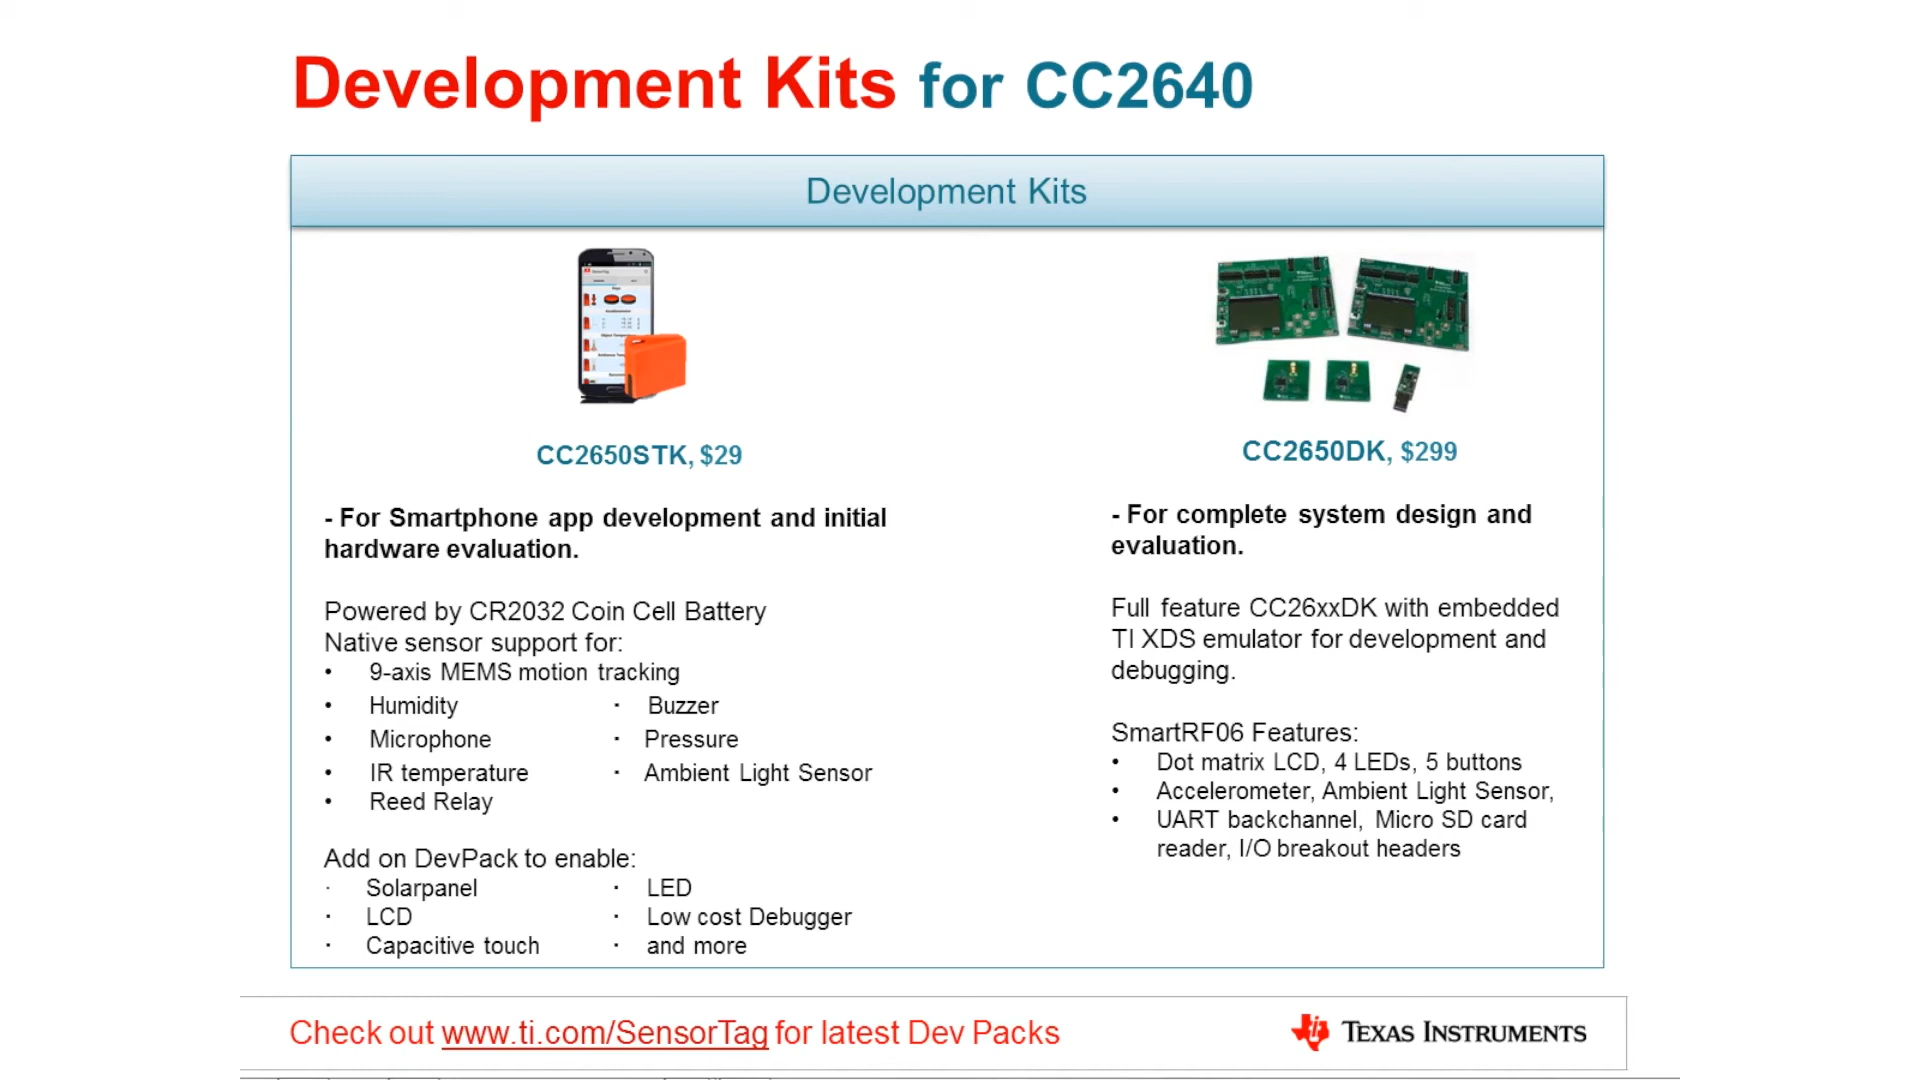 Development Kits for CC2640
Development Kits
CC2650STK, $29
- For Smartphone app development and initial
hardware evaluation.
Powered by CR2032 Coin Cell Battery
Native sensor support for:
• 9-axis MEMS motion tracking
• Humidity
• Buzzer
• Microphone
• Pressure
• IR temperature
• Ambient Light Sensor
• Reed Relay
Add on DevPack to enable:
• Solarpanel
• LED
• LCD
• Low cost Debugger
• Capacitive touch
• and more
CC2650DK, $299
- For complete system design and
evaluation.
Full feature CC26xxDK with embedded
TI XDS emulator for development and
debugging.
SmartRF06 Features:
• Dot matrix LCD, 4 LEDs, 5 buttons
• Accelerometer, Ambient Light Sensor,
• UART backchannel, Micro SD card
reader, I/O breakout headers
Check out www.ti.com/SensorTag for latest Dev Packs
TEXAS INSTRUMENTS